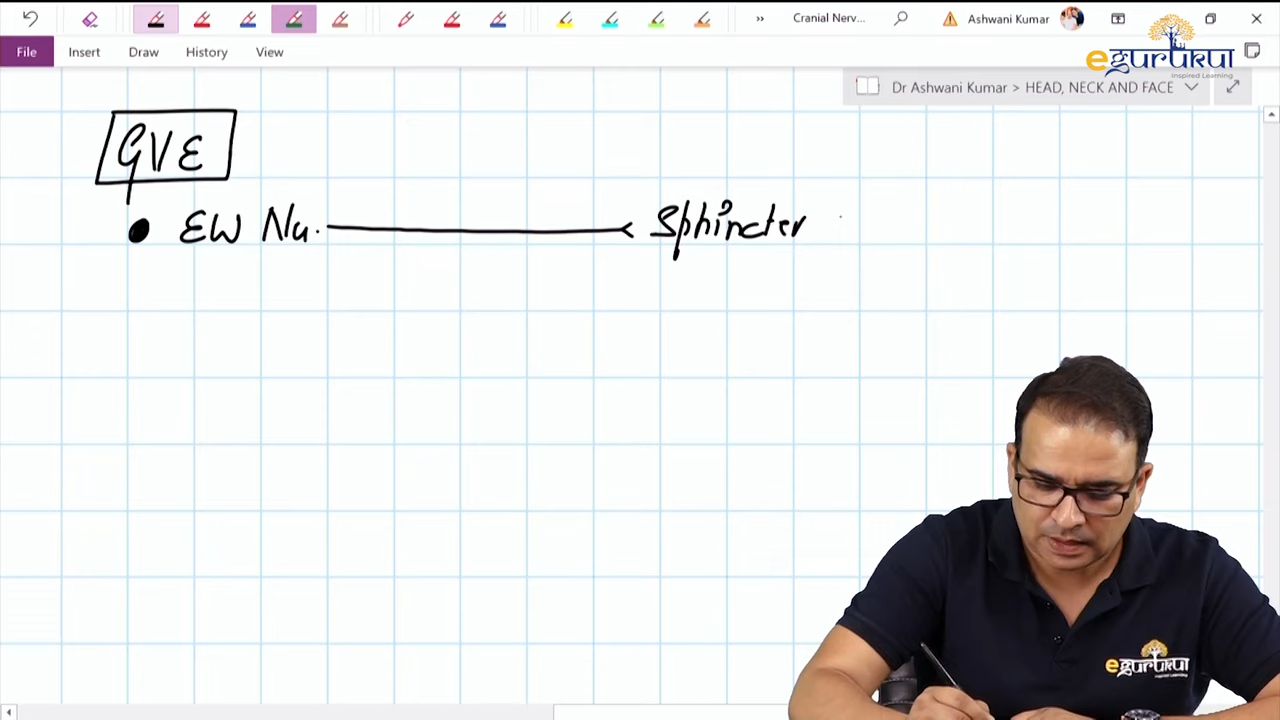 Cranial Nerv...
Ashwani Kumar
File Insert Draw History View
egurukul
Inspired Learning
Dr Ashwani Kumar > HEAD, NECK AND FACE
GVE
EW Nu.
Sphincter
egurukul